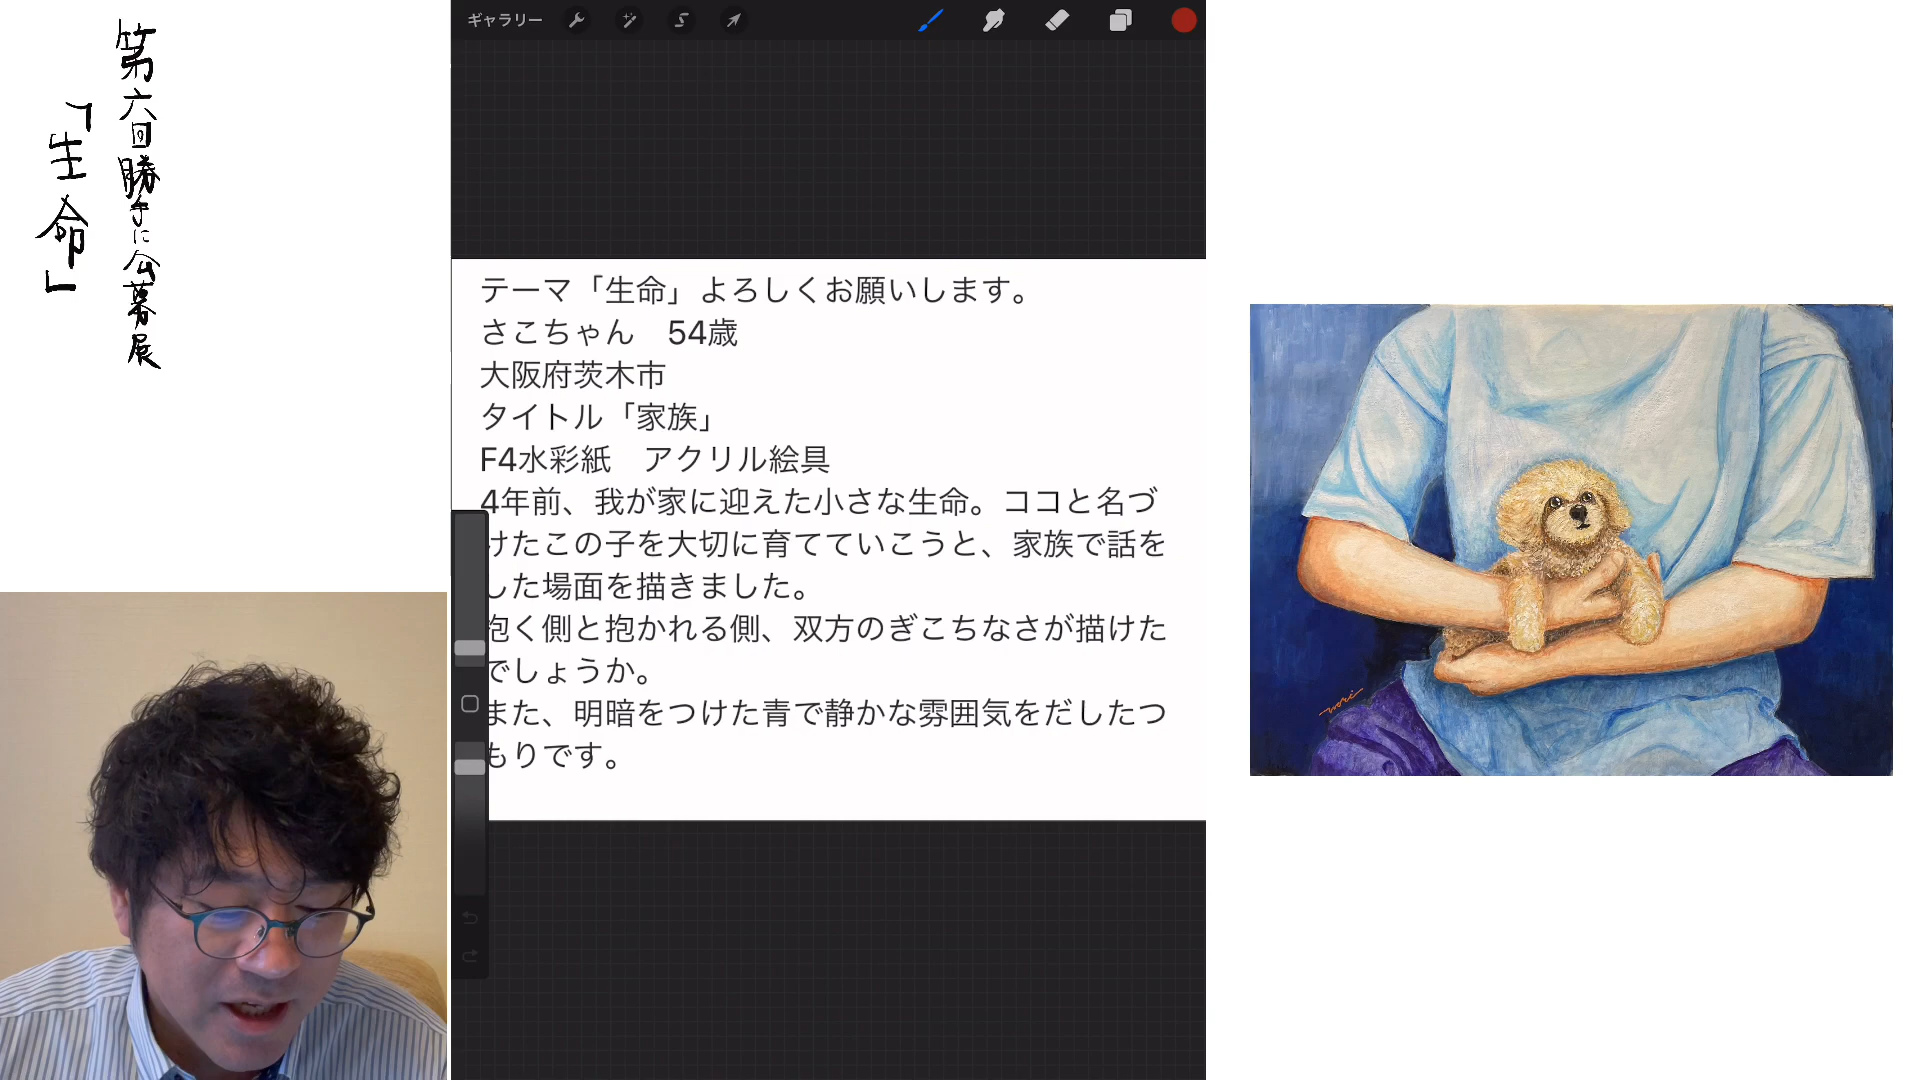 第六回勝手に公募展
「生命」
ギャラリー
テーマ「生命」よろしくお願いします。
さこちゃん　54歳
大阪府茨木市
タイトル「家族」
F4水彩紙　アクリル絵具
4年前、我が家に迎えた小さな生命。ココと名づ
けたこの子を大切に育てていこうと、家族で話を
した場面を描きました。
抱く側と抱かれる側、双方のぎこちなさが描けた
でしょうか。
また、明暗をつけた青で静かな雰囲気をだしたつ
もりです。